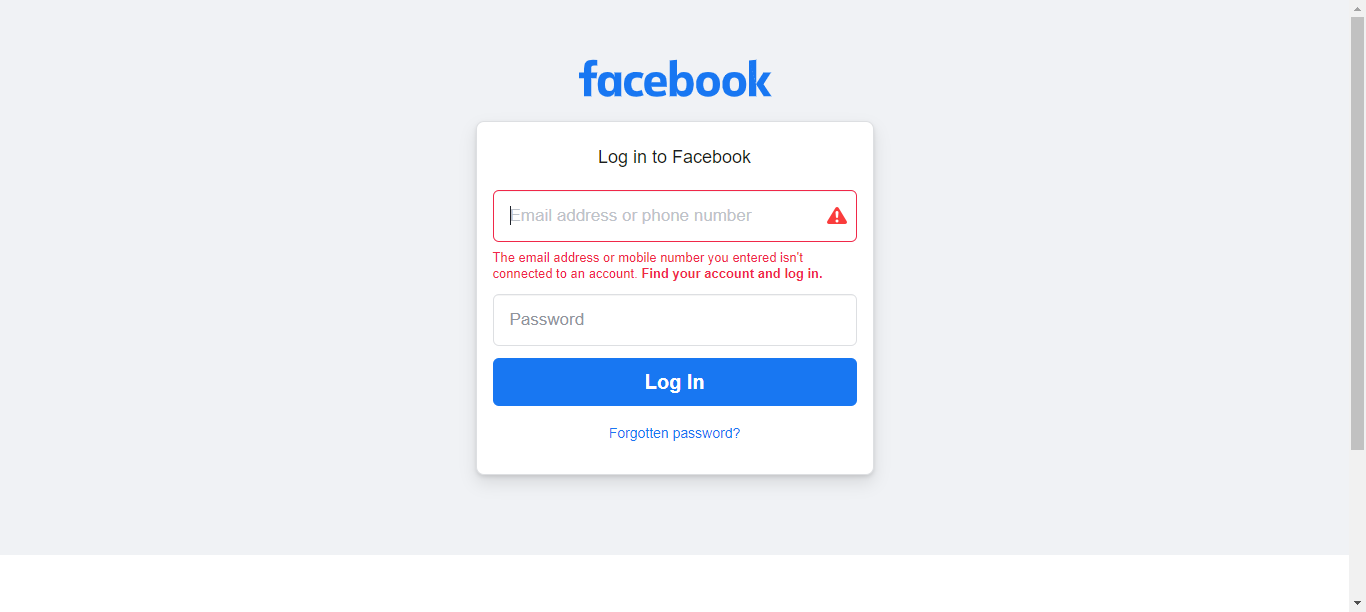 facebook
Log in to Facebook
Email address or phone number
The email address or mobile number you entered isn't
connected to an account. Find your account and log in.
Password
Log In
Forgotten password?